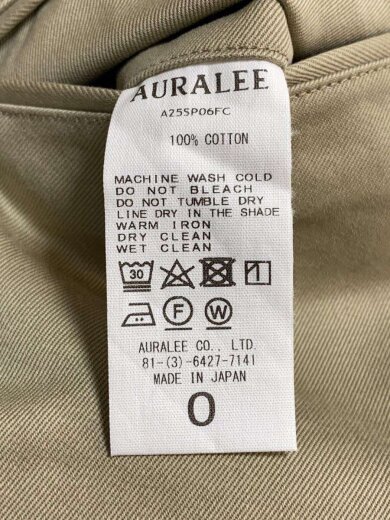 AURALEE
A25SP06FC
100% COTTON
MACHINE WASH COLD
DO NOT BLEACH
DO NOT TUMBLE DRY
LINE DRY IN THE SHADE
WARM IRON
DRY CLEAN
WET CLEAN
30
F W
AURALEE CO., LTD.
81-(3)-6427-7141
MADE IN JAPAN
0